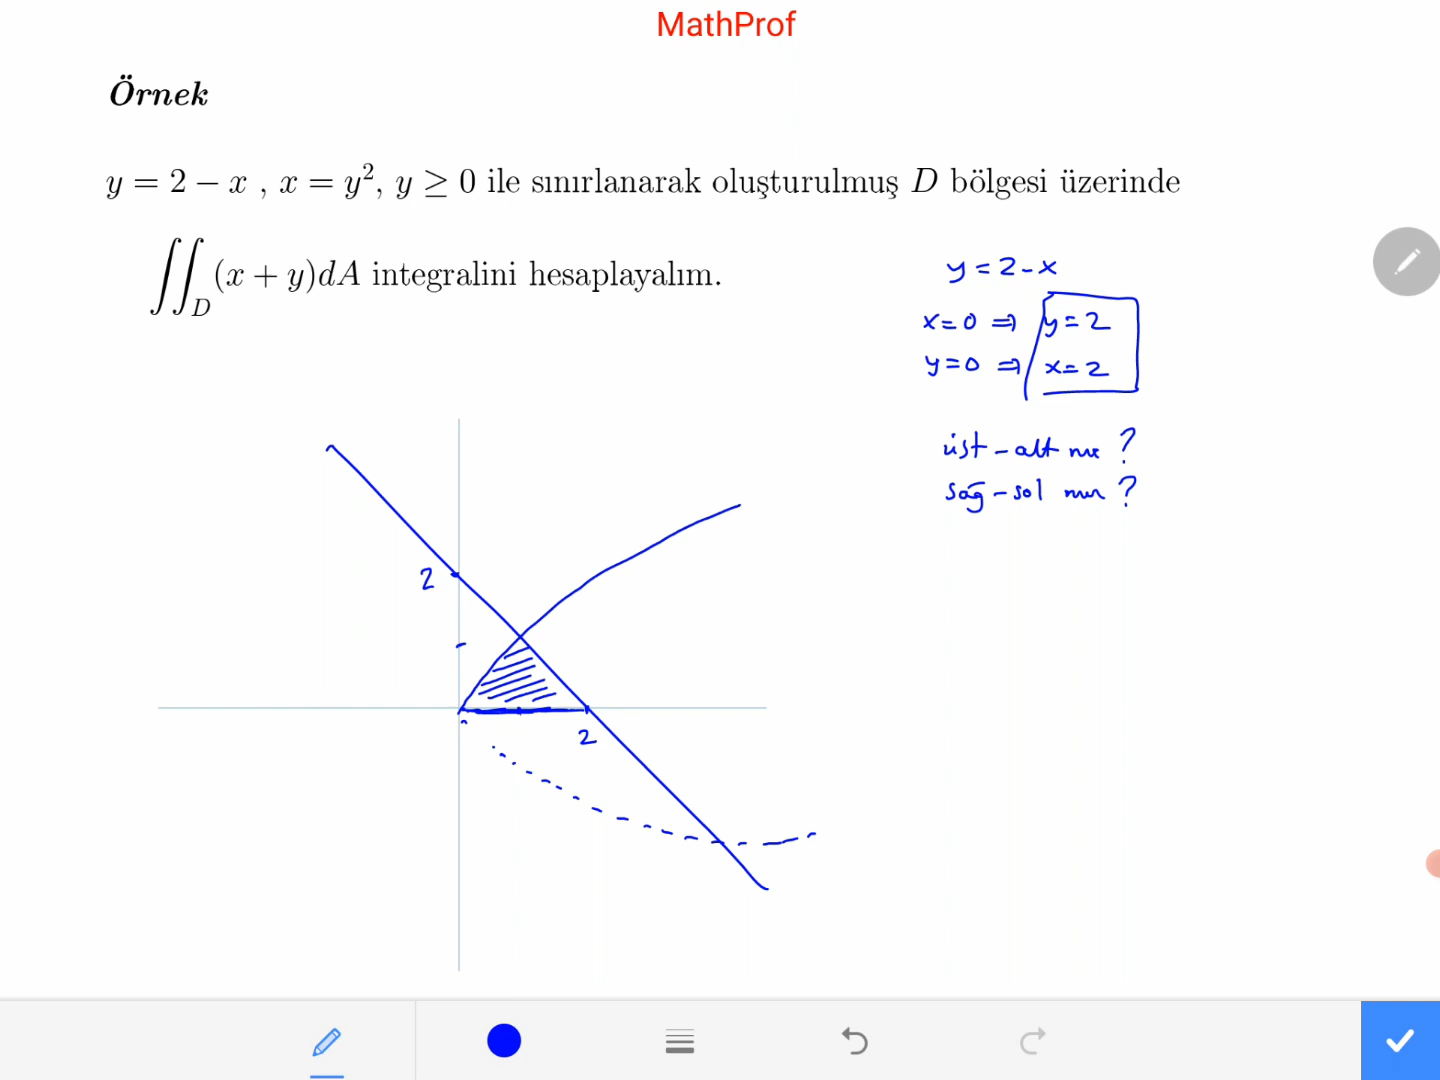 MathProf
Örnek
y = 2 − x , x = y², y ≥ 0 ile sınırlanarak oluşturulmuş D bölgesi üzerinde
∬_D (x + y)dA integralini hesaplayalım.
y = 2 - x
x = 0 ⇒ y = 2
y = 0 ⇒ x = 2
üst - alt mı ?
sağ - sol mu ?
2
2